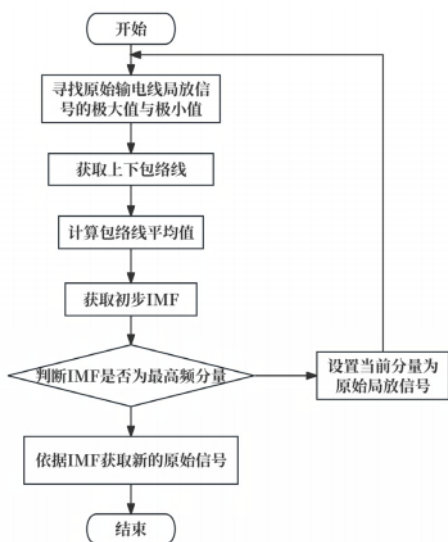 开始
寻找原始输电线局放信
号的极大值与极小值
获取上下包络线
计算包络线平均值
获取初步IMF
判断IMF是否为最高频分量
设置当前分量为
原始局放信号
依据IMF获取新的原始信号
结束